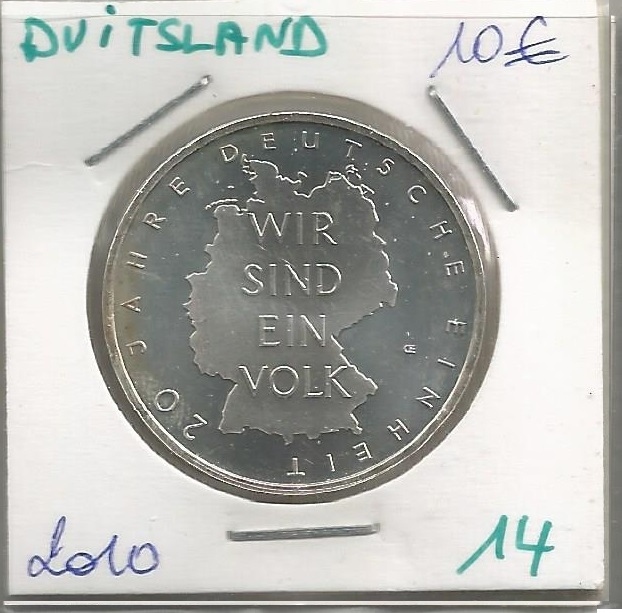 DUiTSLAND
10 €
20 JAHRE DEUTSCHE EINHEIT
WIR
SIND
EIN
VOLK
G
2010
14